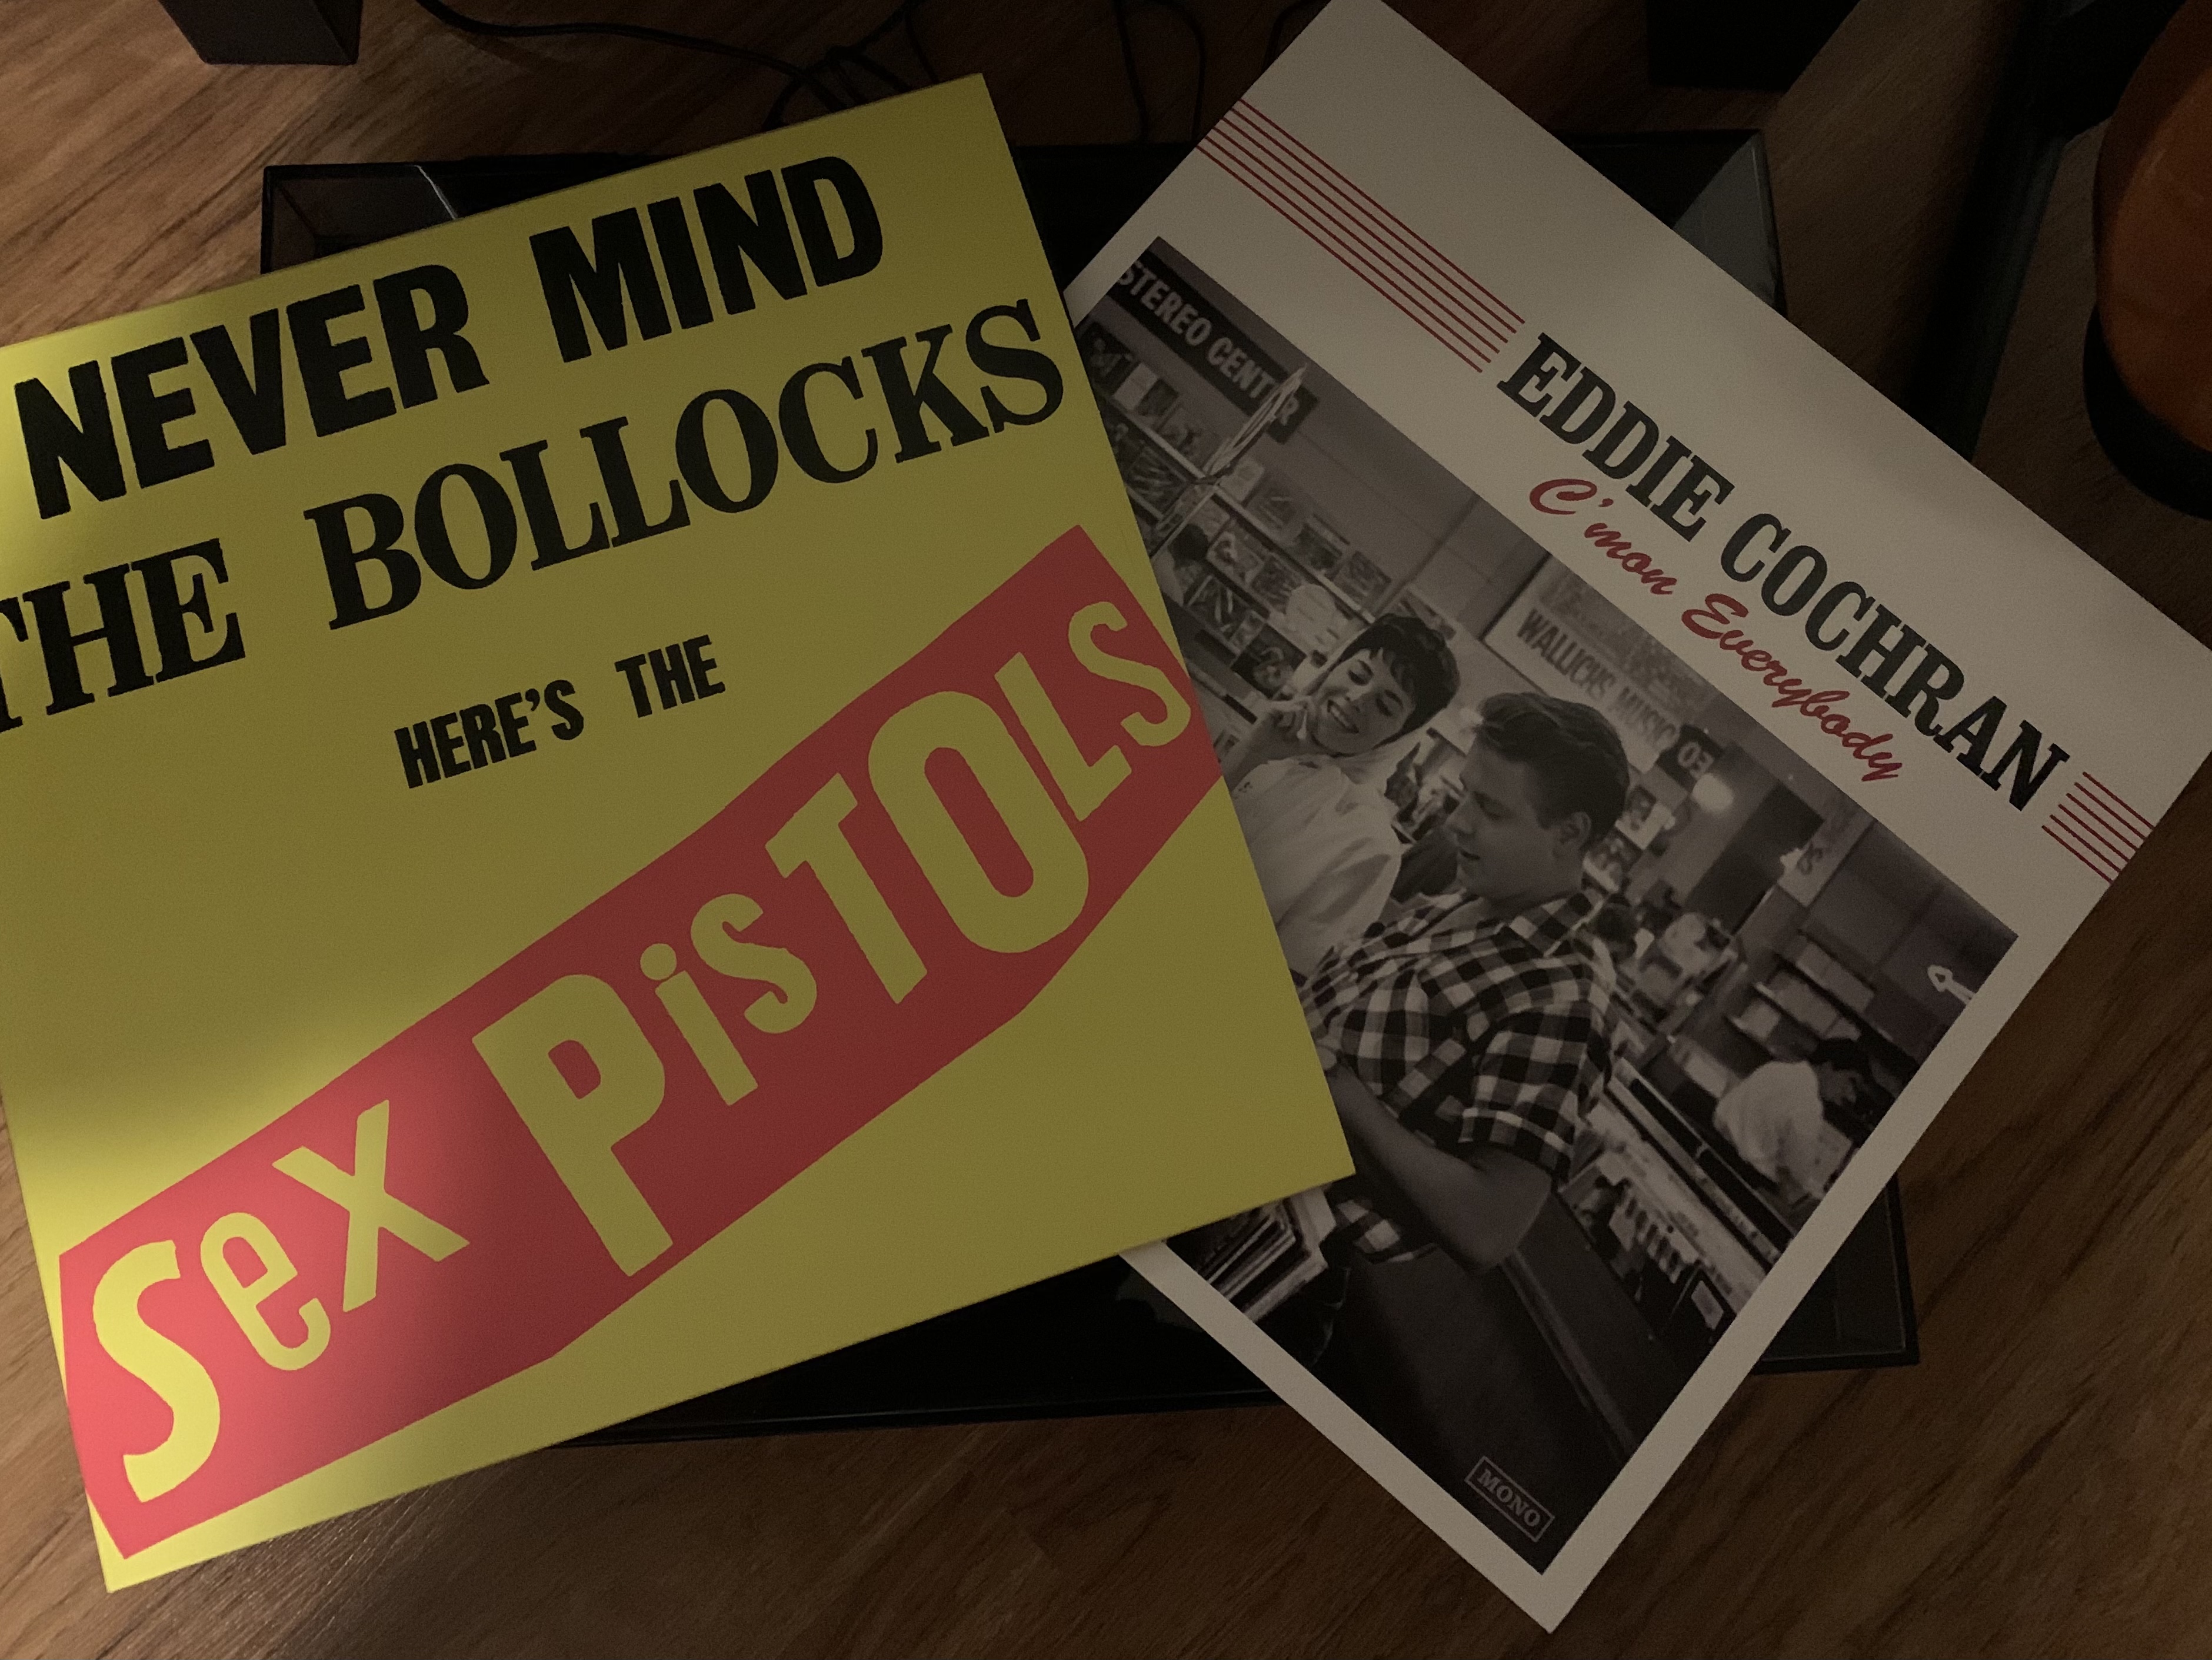 NEVER MIND
THE BOLLOCKS
HERE'S THE
Sex PisTOLS
EDDIE COCHRAN
C'mon Everybody
STEREO CENTER
WALLICHS MUSIC
MONO